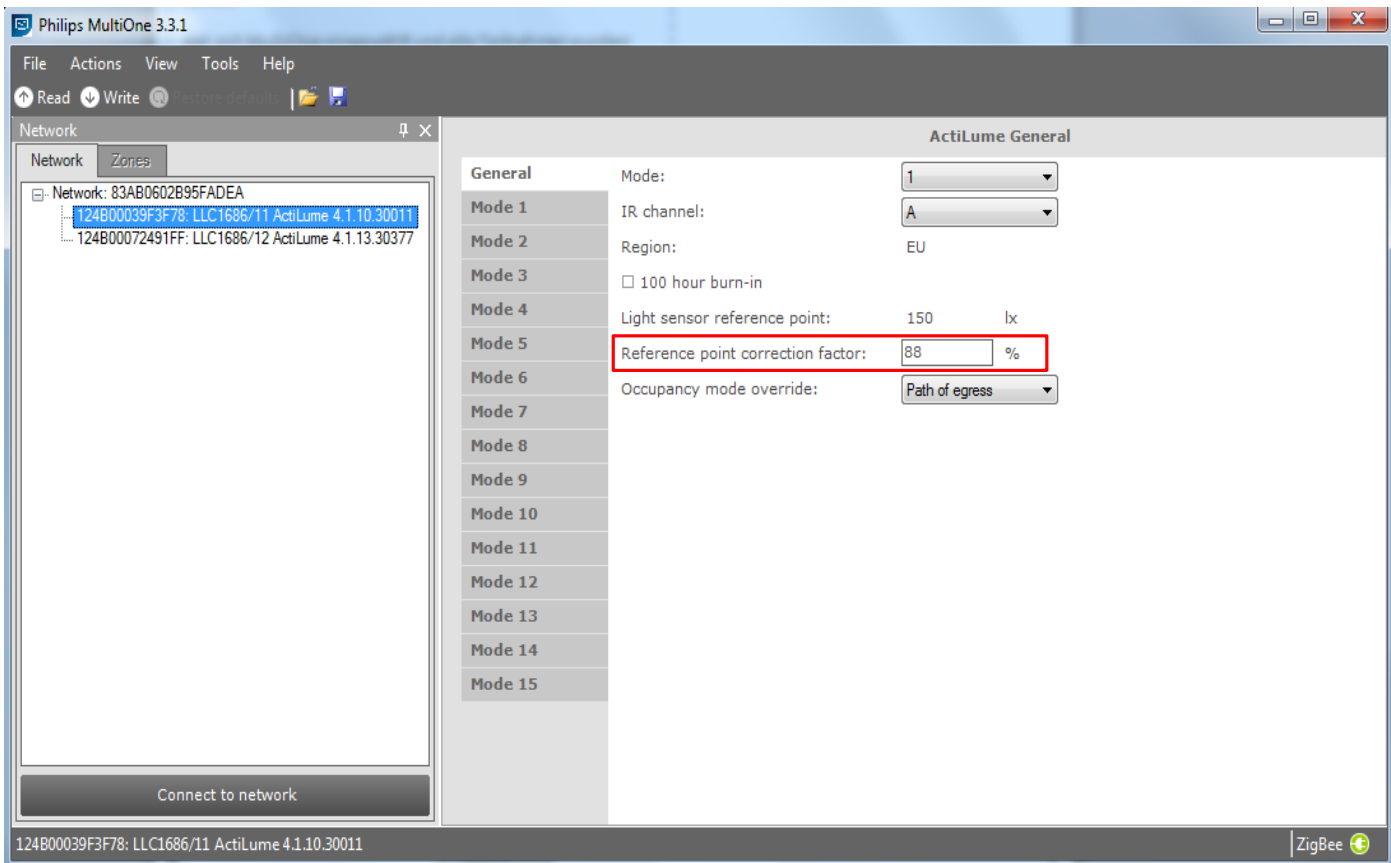 Philips MultiOne 3.3.1
File Actions View Tools Help
Read Write Restore defaults
Network
Network Zones
Network: 83AB0602B95FADEA
124B00039F3F78: LLC1686/11 ActiLume 4.1.10.30011
124B00072491FF: LLC1686/12 ActiLume 4.1.13.30377
Connect to network
ActiLume General
General
Mode 1
Mode 2
Mode 3
Mode 4
Mode 5
Mode 6
Mode 7
Mode 8
Mode 9
Mode 10
Mode 11
Mode 12
Mode 13
Mode 14
Mode 15
Mode: 1
IR channel: A
Region: EU
100 hour burn-in
Light sensor reference point: 150 lx
Reference point correction factor: 88 %
Occupancy mode override: Path of egress
124B00039F3F78: LLC1686/11 ActiLume 4.1.10.30011
ZigBee